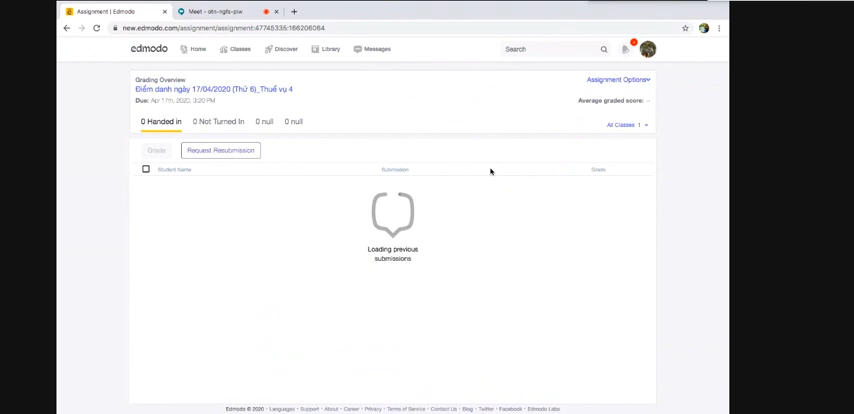 Assignment | Edmodo
Meet - otn-ngfs-piw
new.edmodo.com/assignment/assignment:47745335:166206064
edmodo Home Classes Discover Library Messages Search
Grading Overview
Assignment Options
Điểm danh ngày 17/04/2020 (Thứ 6)_Thuế vụ 4
Due: Apr 17th, 2020, 3:20 PM
Average graded score: --
0 Handed in 0 Not Turned In 0 null 0 null
All Classes 1
Grade Request Resubmission
Student Name Submission Grade
Loading previous
submissions
Edmodo © 2020 · Languages · Support · About · Career · Privacy · Terms of Service · Contact Us · Blog · Twitter · Facebook · Edmodo Labs